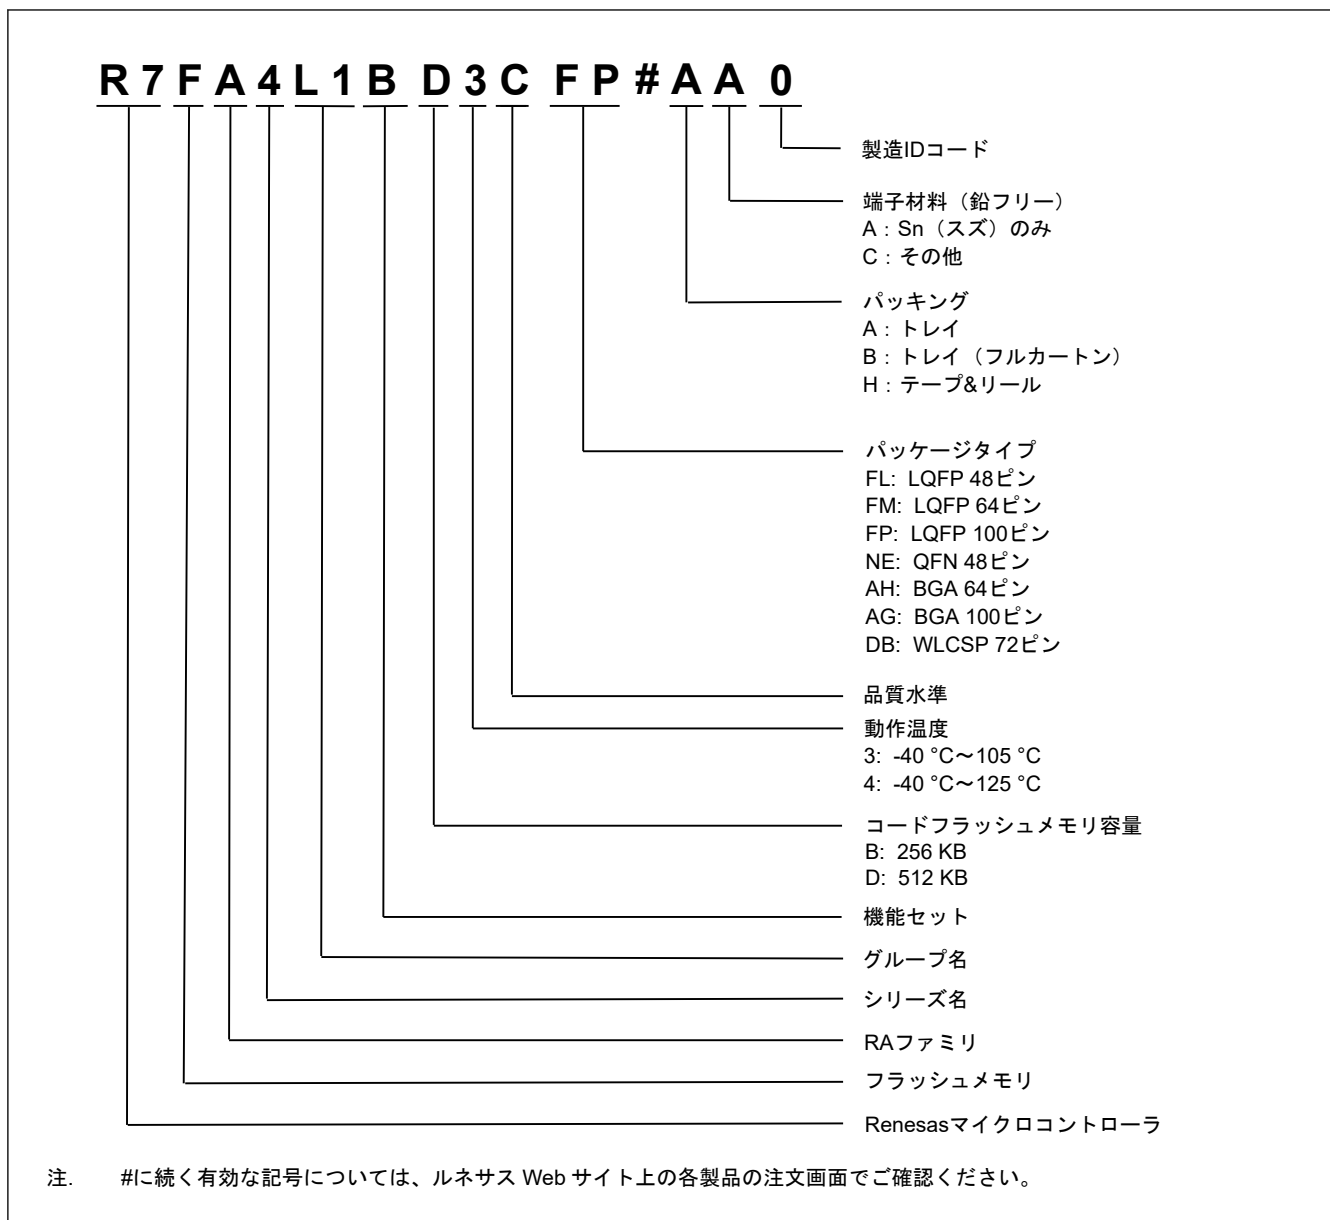 R7FA4L1BD3CFP#AA0
製造IDコード
端子材料（鉛フリー）
A：Sn（スズ）のみ
C：その他
パッキング
A：トレイ
B：トレイ（フルカートン）
H：テープ&リール
パッケージタイプ
FL: LQFP 48ピン
FM: LQFP 64ピン
FP: LQFP 100ピン
NE: QFN 48ピン
AH: BGA 64ピン
AG: BGA 100ピン
DB: WLCSP 72ピン
品質水準
動作温度
3: -40 °C～105 °C
4: -40 °C～125 °C
コードフラッシュメモリ容量
B: 256 KB
D: 512 KB
機能セット
グループ名
シリーズ名
RAファミリ
フラッシュメモリ
Renesasマイクロコントローラ
注. #に続く有効な記号については、ルネサス Web サイト上の各製品の注文画面でご確認ください。